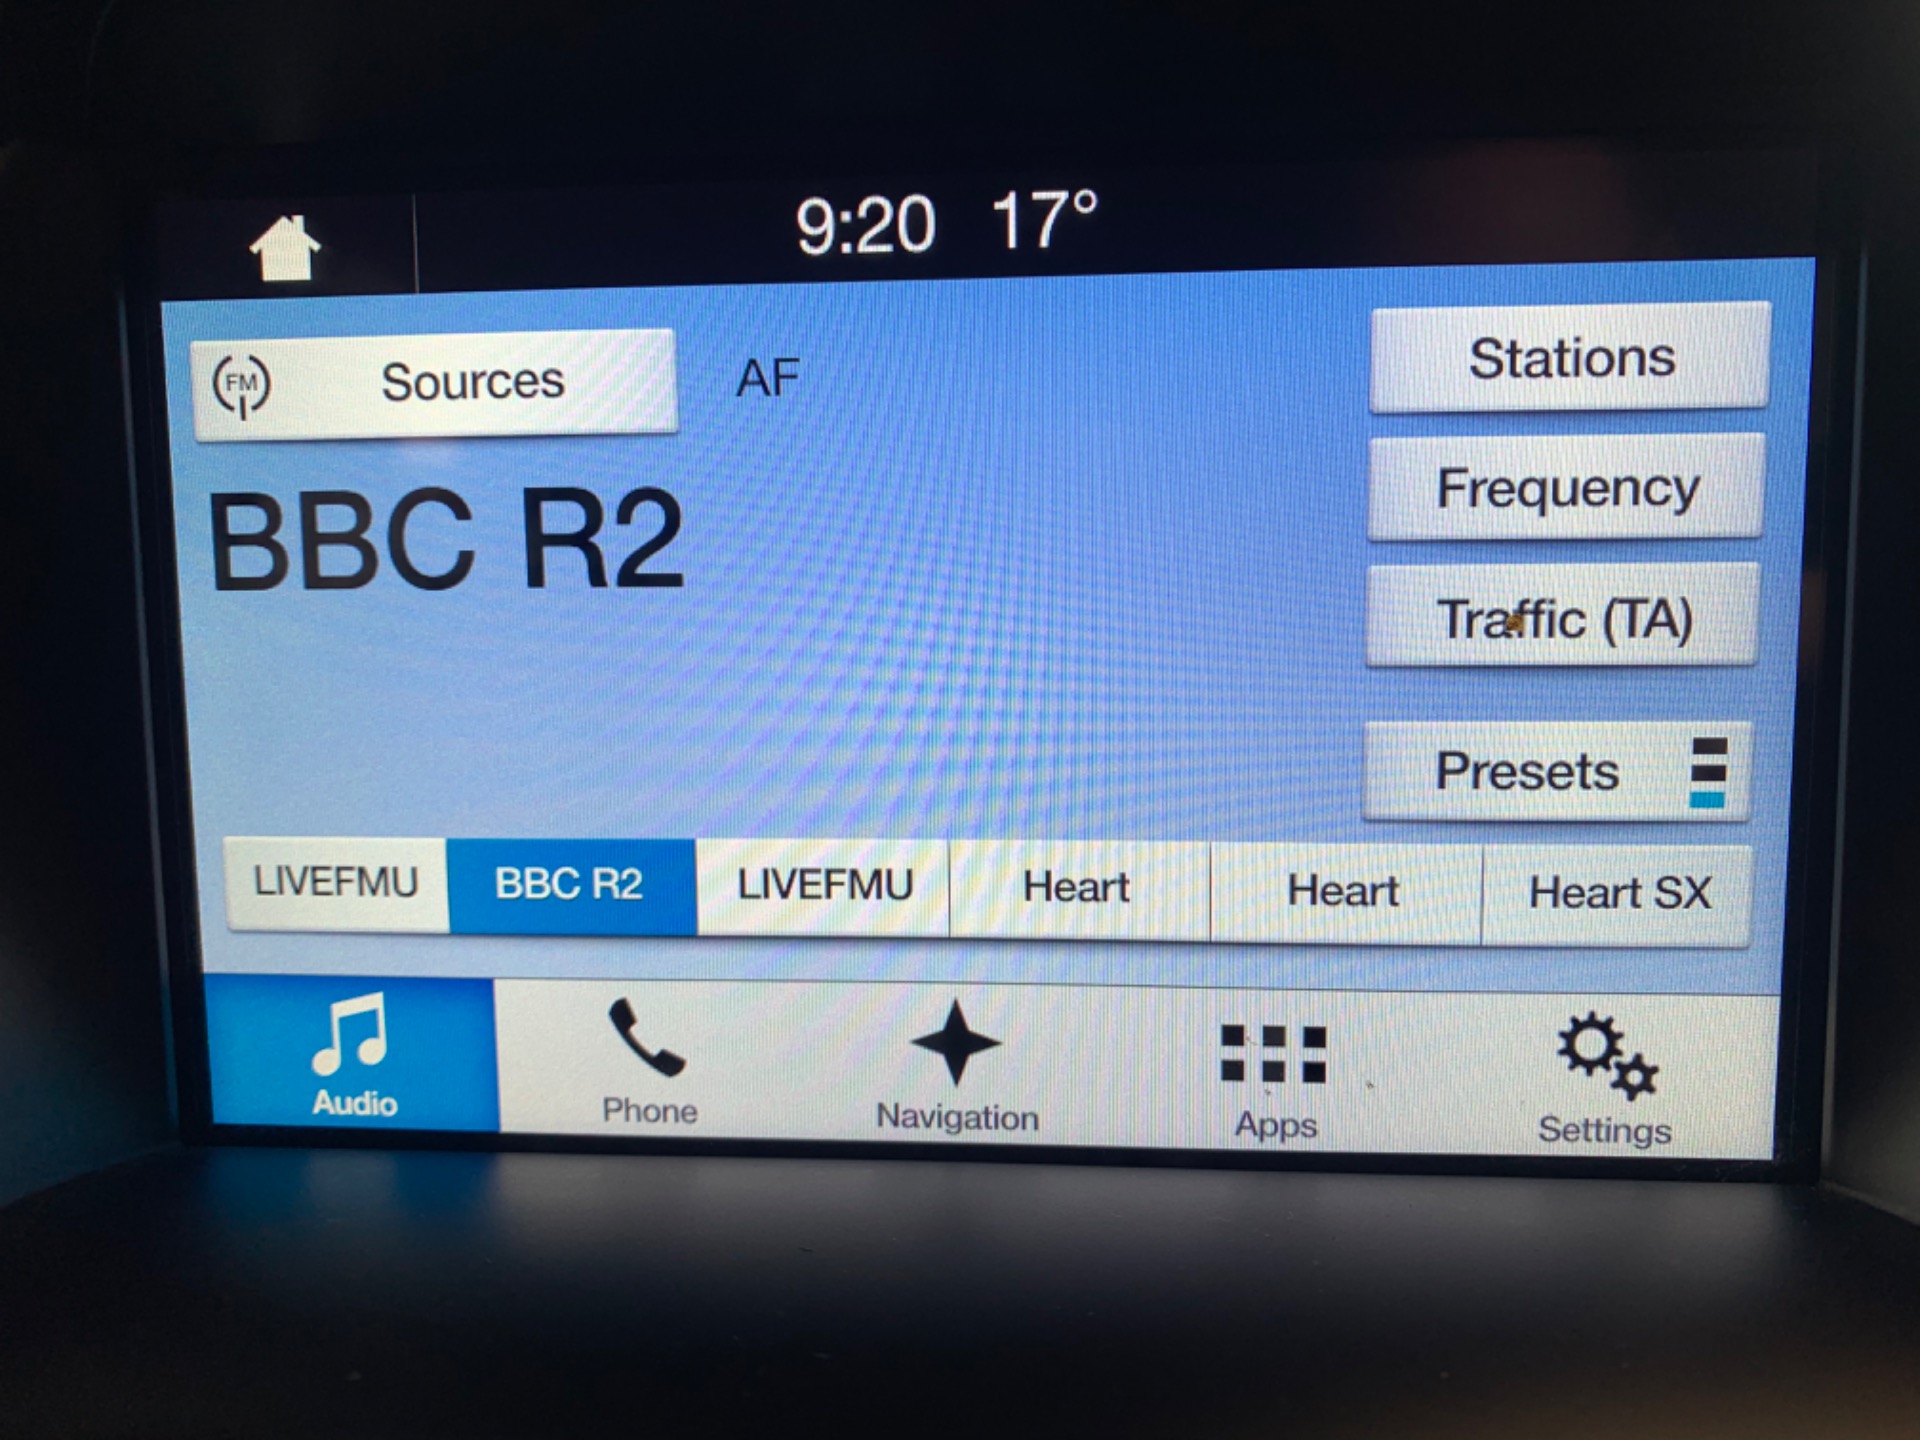 9:20 17°
FM Sources AF
Stations
BBC R2
Frequency
Traffic (TA)
Presets
LIVEFMU BBC R2 LIVEFMU Heart Heart Heart SX
Audio Phone Navigation Apps Settings